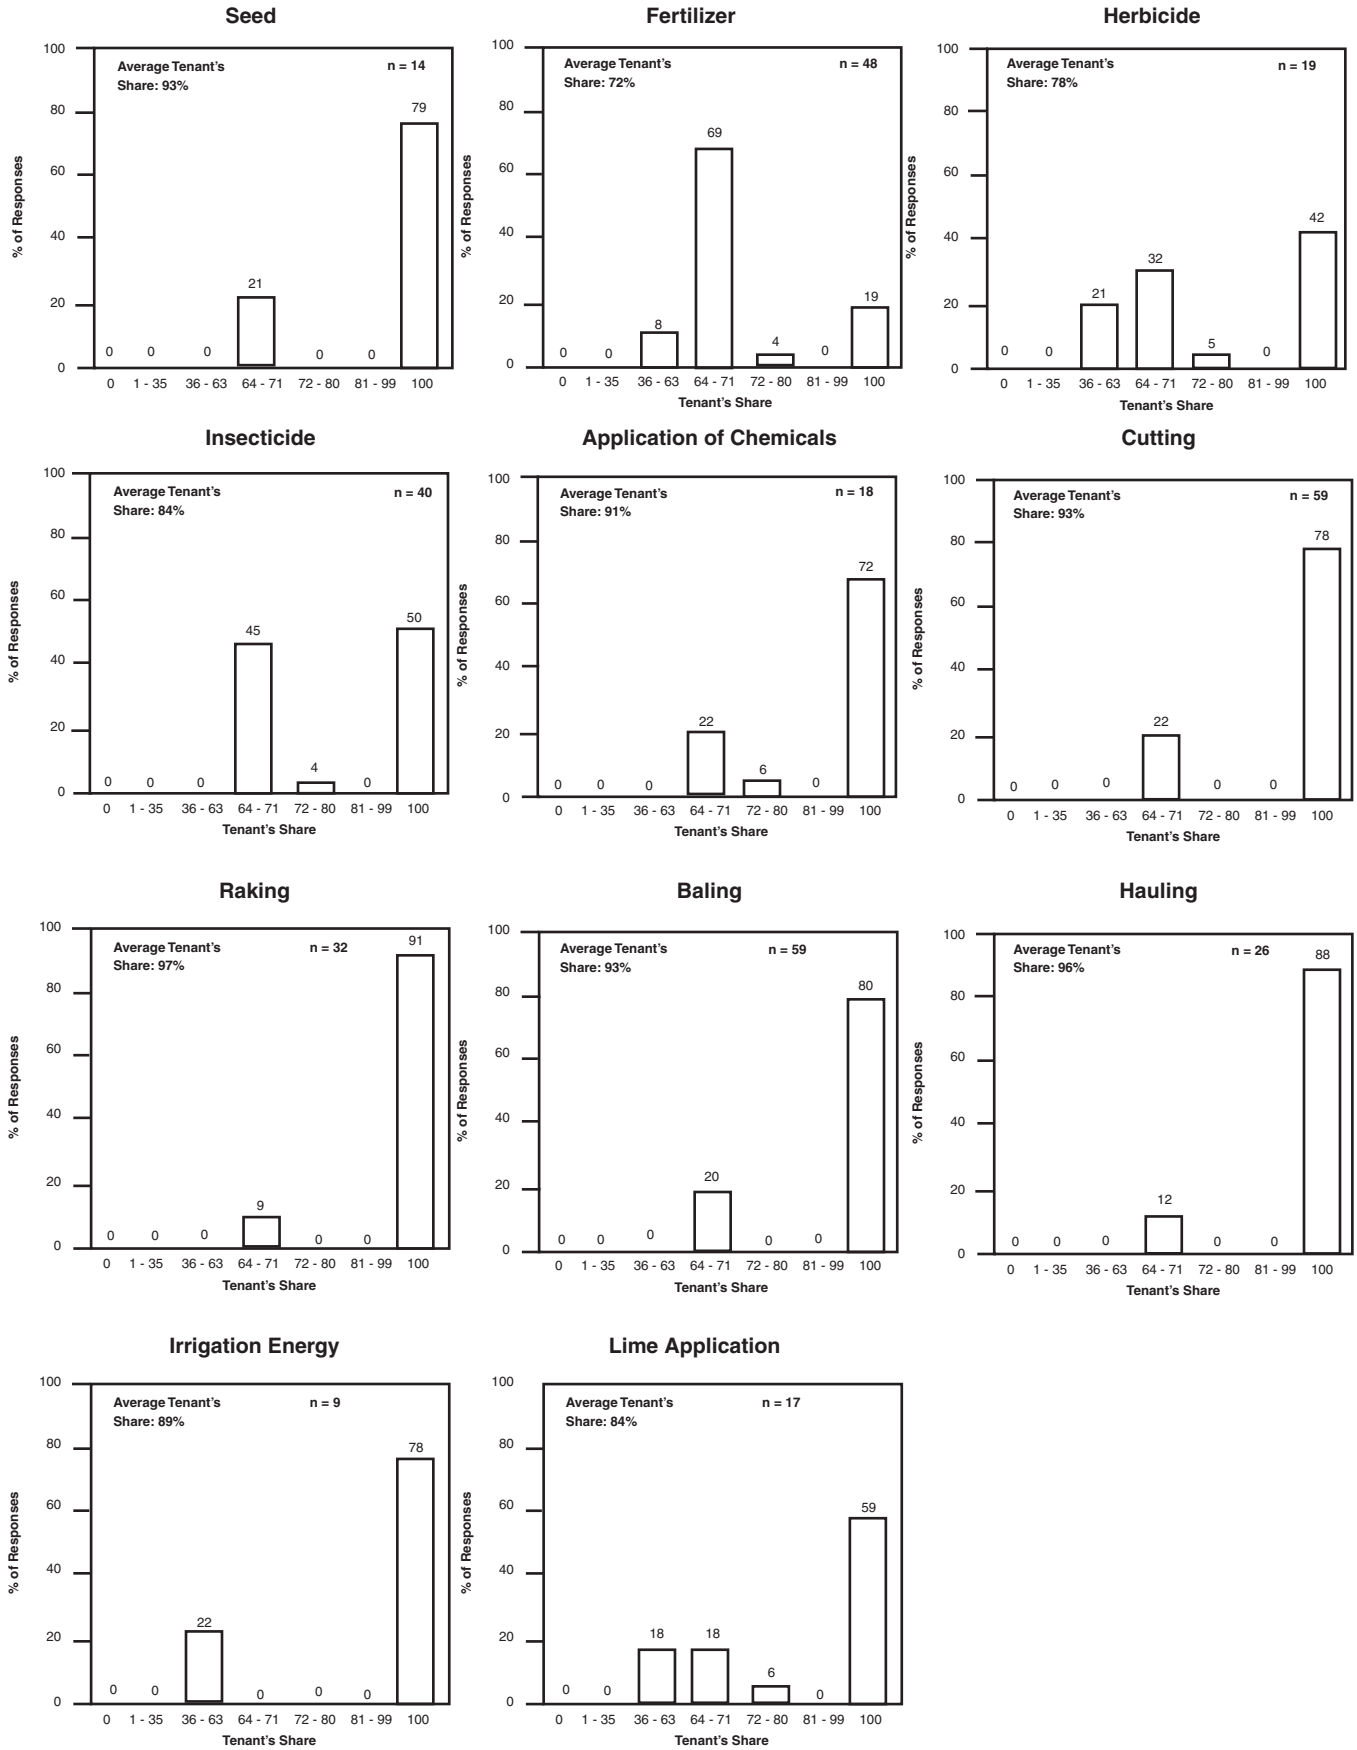 Seed
Average Tenant's n = 14
Share: 93%
% of Responses
100
80
60
40
20
0
0 0 0 21 0 0 79
0 1 - 35 36 - 63 64 - 71 72 - 80 81 - 99 100
Fertilizer
Average Tenant's n = 48
Share: 72%
% of Responses
100
80
60
40
20
0
0 0 8 69 4 0 19
0 1 - 35 36 - 63 64 - 71 72 - 80 81 - 99 100
Tenant's Share
Herbicide
Average Tenant's n = 19
Share: 78%
% of Responses
100
80
60
40
20
0
0 0 21 32 5 0 42
0 1 - 35 36 - 63 64 - 71 72 - 80 81 - 99 100
Tenant's Share
Insecticide
Average Tenant's n = 40
Share: 84%
% of Responses
100
80
60
40
20
0
0 0 0 45 4 0 50
0 1 - 35 36 - 63 64 - 71 72 - 80 81 - 99 100
Tenant's Share
Application of Chemicals
Average Tenant's n = 18
Share: 91%
% of Responses
100
80
60
40
20
0
0 0 0 22 6 0 72
0 1 - 35 36 - 63 64 - 71 72 - 80 81 - 99 100
Tenant's Share
Cutting
Average Tenant's n = 59
Share: 93%
% of Responses
100
80
60
40
20
0
0 0 0 22 0 0 78
0 1 - 35 36 - 63 64 - 71 72 - 80 81 - 99 100
Tenant's Share
Raking
Average Tenant's n = 32
Share: 97%
% of Responses
100
80
60
40
20
0
0 0 0 9 0 0 91
0 1 - 35 36 - 63 64 - 71 72 - 80 81 - 99 100
Tenant's Share
Baling
Average Tenant's n = 59
Share: 93%
% of Responses
100
80
60
40
20
0
0 0 0 20 0 0 80
0 1 - 35 36 - 63 64 - 71 72 - 80 81 - 99 100
Tenant's Share
Hauling
Average Tenant's n = 26
Share: 96%
% of Responses
100
80
60
40
20
0
0 0 0 12 0 0 88
0 1 - 35 36 - 63 64 - 71 72 - 80 81 - 99 100
Tenant's Share
Irrigation Energy
Average Tenant's n = 9
Share: 89%
% of Responses
100
80
60
40
20
0
0 0 22 0 0 0 78
0 1 - 35 36 - 63 64 - 71 72 - 80 81 - 99 100
Tenant's Share
Lime Application
Average Tenant's n = 17
Share: 84%
% of Responses
100
80
60
40
20
0
0 0 18 18 6 0 59
0 1 - 35 36 - 63 64 - 71 72 - 80 81 - 99 100
Tenant's Share